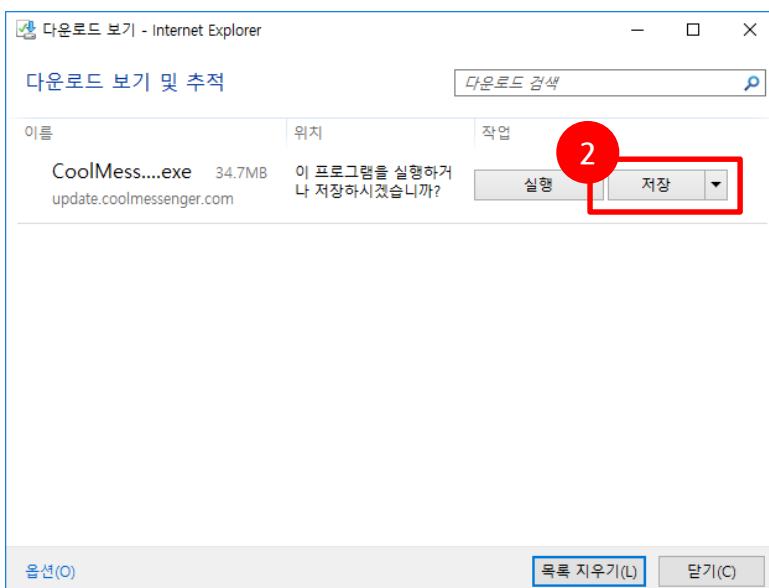 다운로드 보기 - Internet Explorer
다운로드 보기 및 추적
다운로드 검색
이름 위치 작업
2
CoolMess....exe 34.7MB 이 프로그램을 실행하거 실행 저장
update.coolmessenger.com 나 저장하시겠습니까?
옵션(O) 목록 지우기(L) 닫기(C)